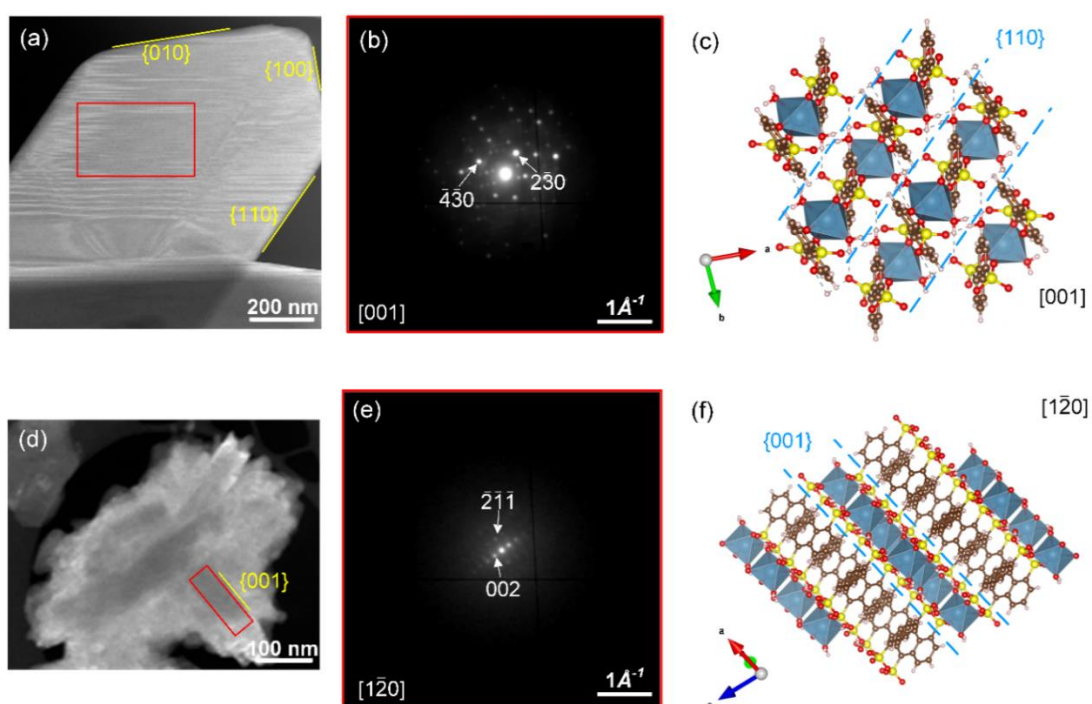 (a)
{010}
{100}
{110}
200 nm
(b)
4̄3̄0
23̄0
[001]
1Å⁻¹
(c)
{110}
a
b
[001]
(d)
{001}
100 nm
(e)
2̄1̄1̄
002
[12̄0]
1Å⁻¹
(f)
[12̄0]
{001}
a